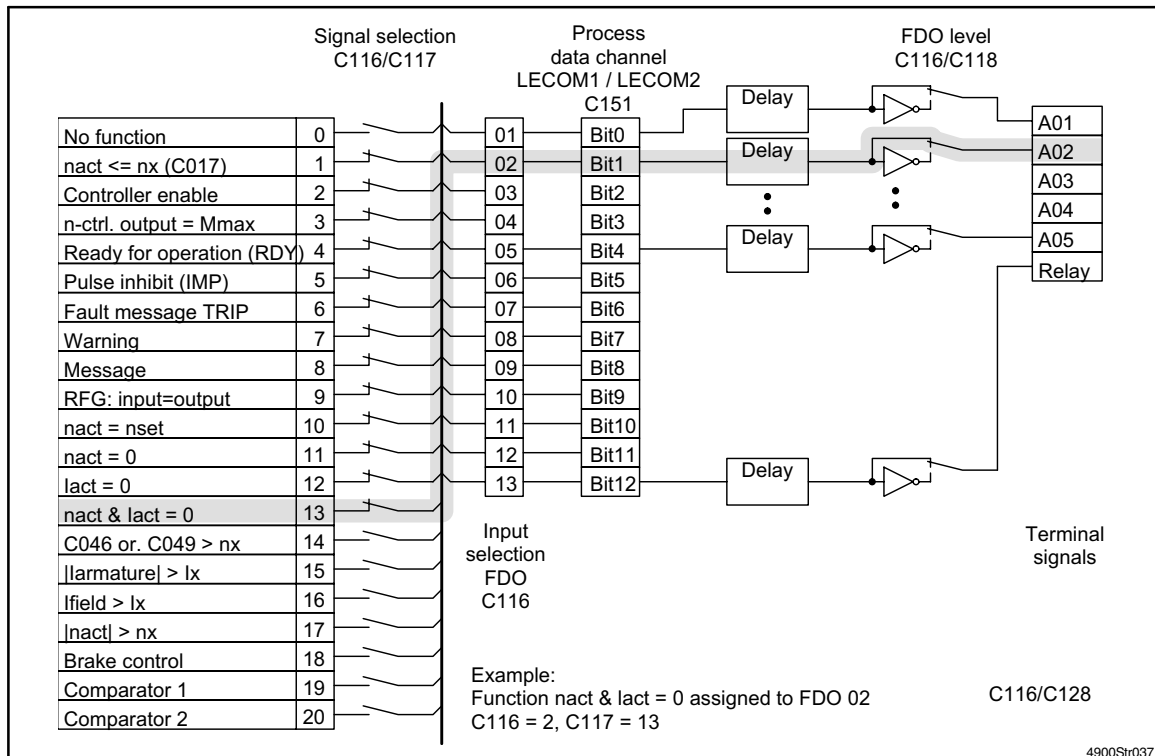 Signal selection
C116/C117
Process
data channel
LECOM1 / LECOM2
C151
FDO level
C116/C118
No function 0
nact <= nx (C017) 1
Controller enable 2
n-ctrl. output = Mmax 3
Ready for operation (RDY) 4
Pulse inhibit (IMP) 5
Fault message TRIP 6
Warning 7
Message 8
RFG: input=output 9
nact = nset 10
nact = 0 11
Iact = 0 12
nact & Iact = 0 13
C046 or. C049 > nx 14
|Iarmature| > Ix 15
Ifield > Ix 16
|nact| > nx 17
Brake control 18
Comparator 1 19
Comparator 2 20
01 Bit0
02 Bit1
03 Bit2
04 Bit3
05 Bit4
06 Bit5
07 Bit6
08 Bit7
09 Bit8
10 Bit9
11 Bit10
12 Bit11
13 Bit12
Input
selection
FDO
C116
Delay
Delay
Delay
Delay
A01
A02
A03
A04
A05
Relay
Terminal
signals
Example:
Function nact & Iact = 0 assigned to FDO 02
C116 = 2, C117 = 13
C116/C128
4900Str037